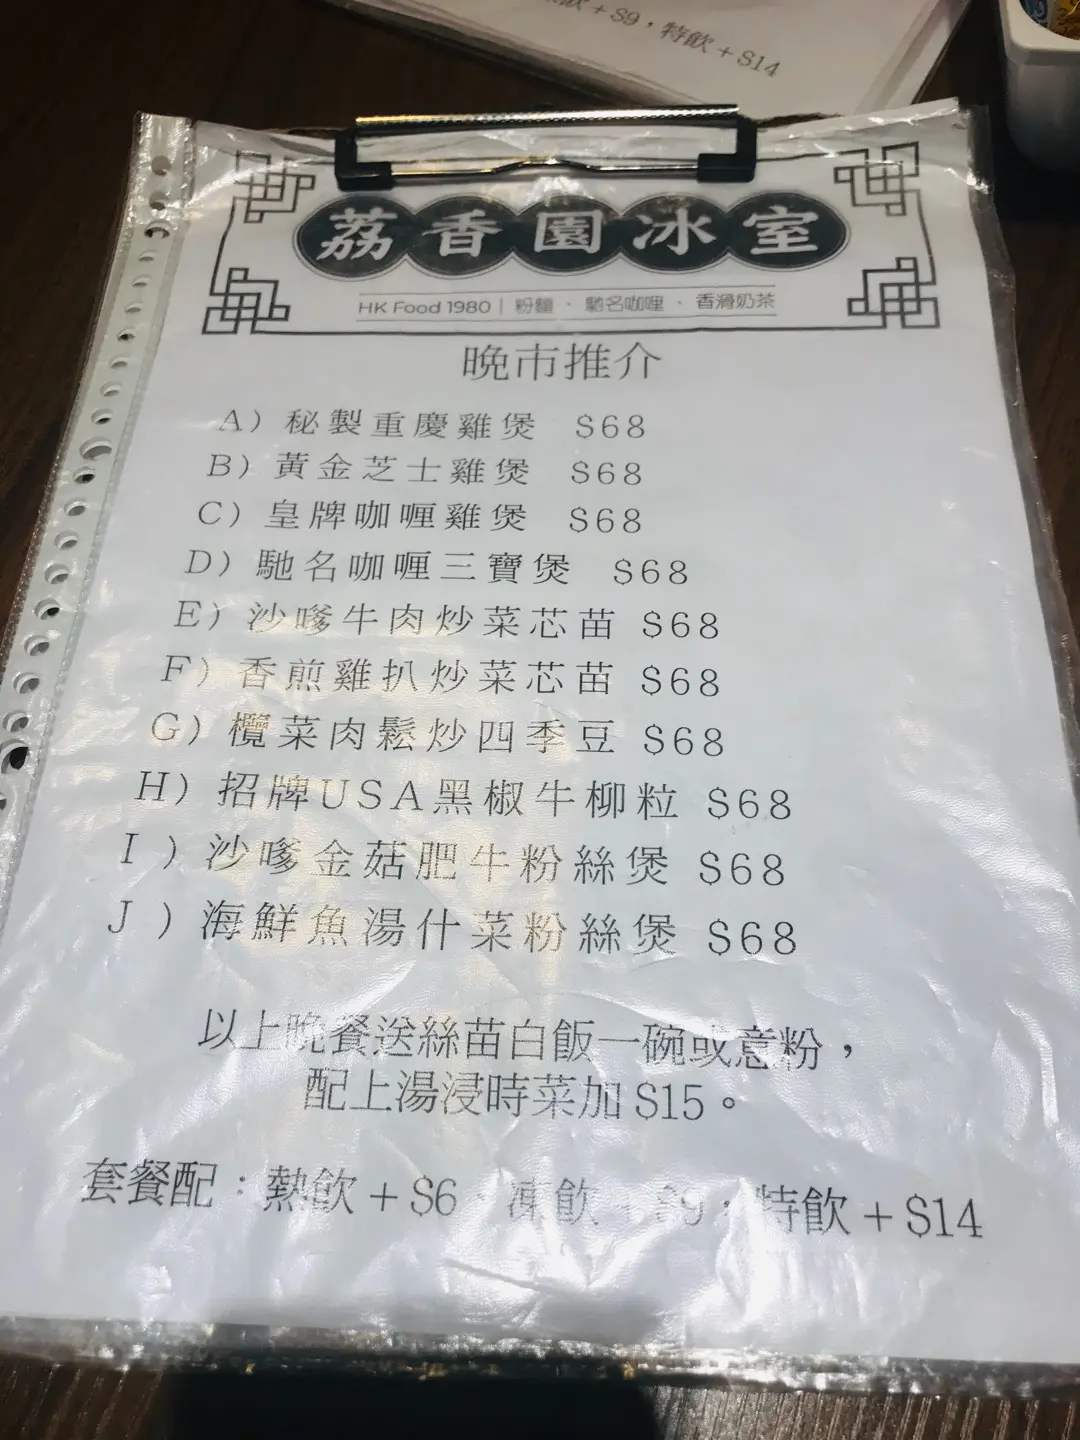 飲 + $9，特飲 + $14
荔香園冰室
HK Food 1980 | 粉麵、馳名咖喱、香滑奶茶
晚市推介
A) 秘製重慶雞煲 $68
B) 黃金芝士雞煲 $68
C) 皇牌咖喱雞煲 $68
D) 馳名咖喱三寶煲 $68
E) 沙嗲牛肉炒菜芯苗 $68
F) 香煎雞扒炒菜芯苗 $68
G) 欖菜肉鬆炒四季豆 $68
H) 招牌USA黑椒牛柳粒 $68
I) 沙嗲金菇肥牛粉絲煲 $68
J) 海鮮魚湯什菜粉絲煲 $68
以上晚餐送絲苗白飯一碗或意粉，
配上湯浸時菜加 $15。
套餐配：熱飲 + $6、凍飲 + $9，特飲 + $14